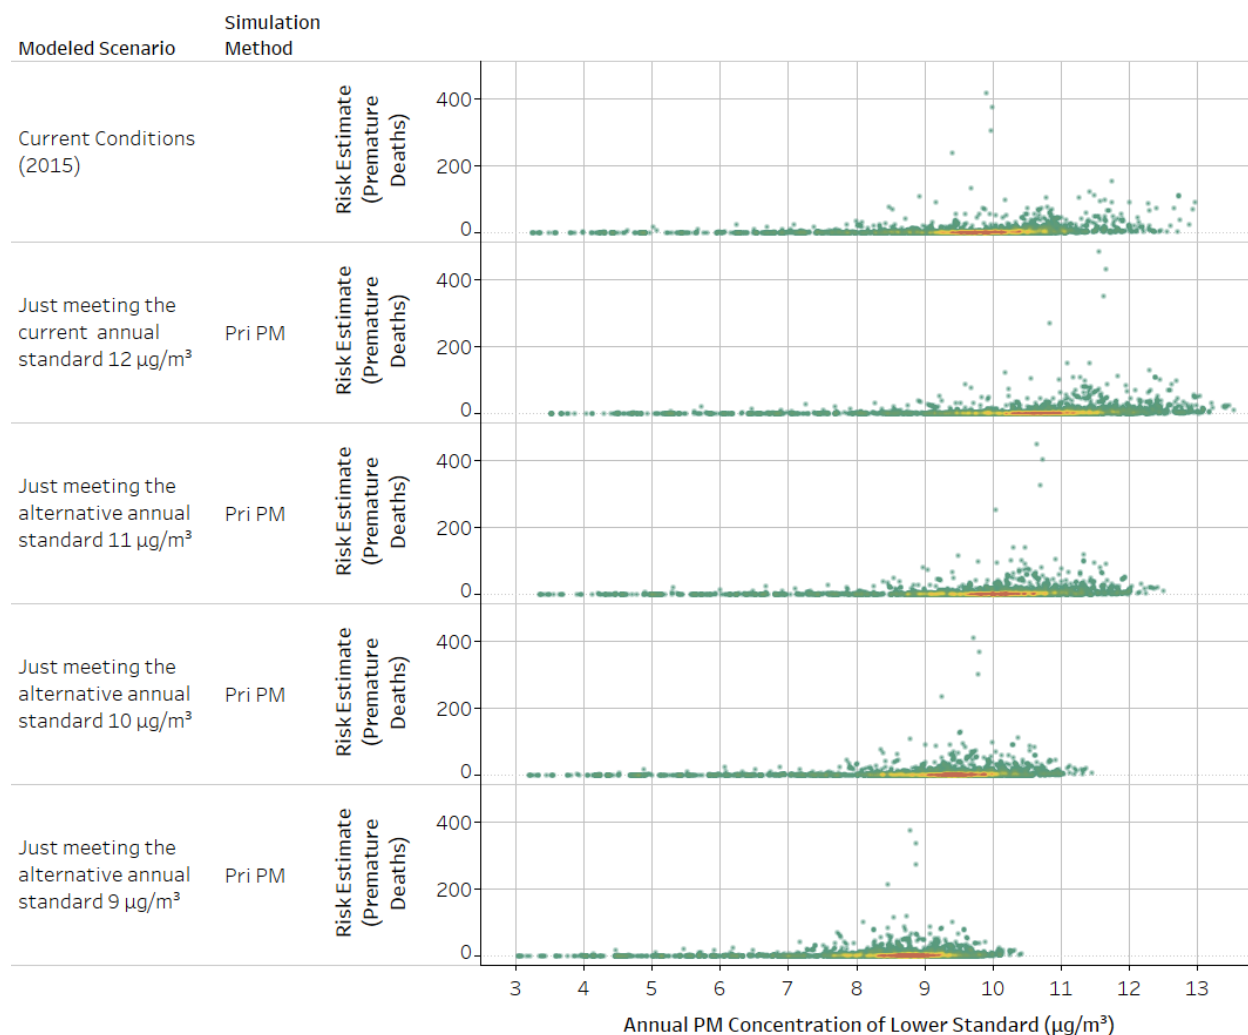 Modeled Scenario
Simulation
Method
Current Conditions
(2015)
Risk Estimate
(Premature
Deaths)
400
200
0
Just meeting the
current annual
standard 12 µg/m³
Pri PM
Risk Estimate
(Premature
Deaths)
400
200
0
Just meeting the
alternative annual
standard 11 µg/m³
Pri PM
Risk Estimate
(Premature
Deaths)
400
200
0
Just meeting the
alternative annual
standard 10 µg/m³
Pri PM
Risk Estimate
(Premature
Deaths)
400
200
0
Just meeting the
alternative annual
standard 9 µg/m³
Pri PM
Risk Estimate
(Premature
Deaths)
400
200
0
3 4 5 6 7 8 9 10 11 12 13
Annual PM Concentration of Lower Standard (µg/m³)